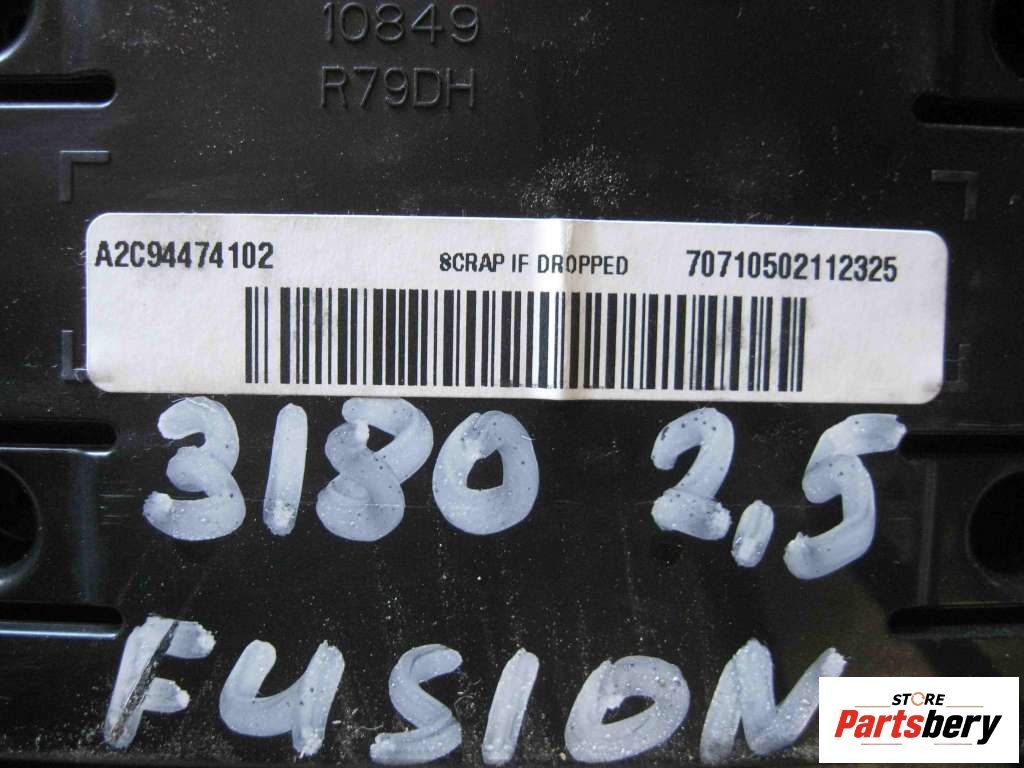 10849
R79DH
A2C94474102 SCRAP IF DROPPED 70710502112325
3180 2,5
FUSION
STORE
Partsbery